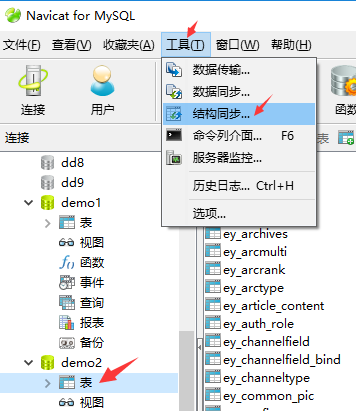 Navicat for MySQL
文件(F) 查看(V) 收藏夹(A) 工具(T) 窗口(W) 帮助(H)
连接 用户 函数
数据传输...
数据同步...
结构同步...
命令列介面... F6
服务器监控...
历史日志... Ctrl+H
选项...
连接
dd8
dd9
demo1
表
视图
函数
事件
查询
报表
备份
demo2
表
视图
表
ey_archives
ey_arcmulti
ey_arcrank
ey_arctype
ey_article_content
ey_auth_role
ey_channelfield
ey_channelfield_bind
ey_channeltype
ey_common_pic